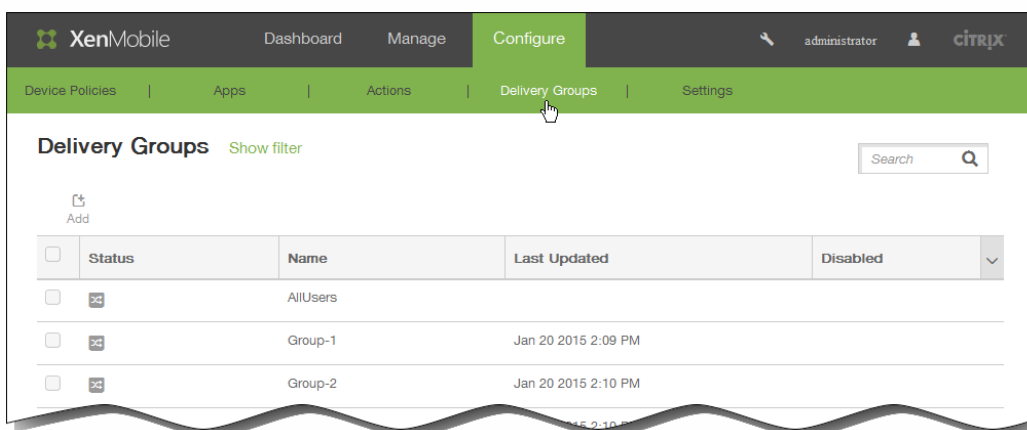 XenMobile Dashboard Manage Configure administrator CITRIX
Device Policies | Apps | Actions | Delivery Groups | Settings
Delivery Groups Show filter
Search
Add
Status Name Last Updated Disabled
AllUsers
Group-1 Jan 20 2015 2:09 PM
Group-2 Jan 20 2015 2:10 PM